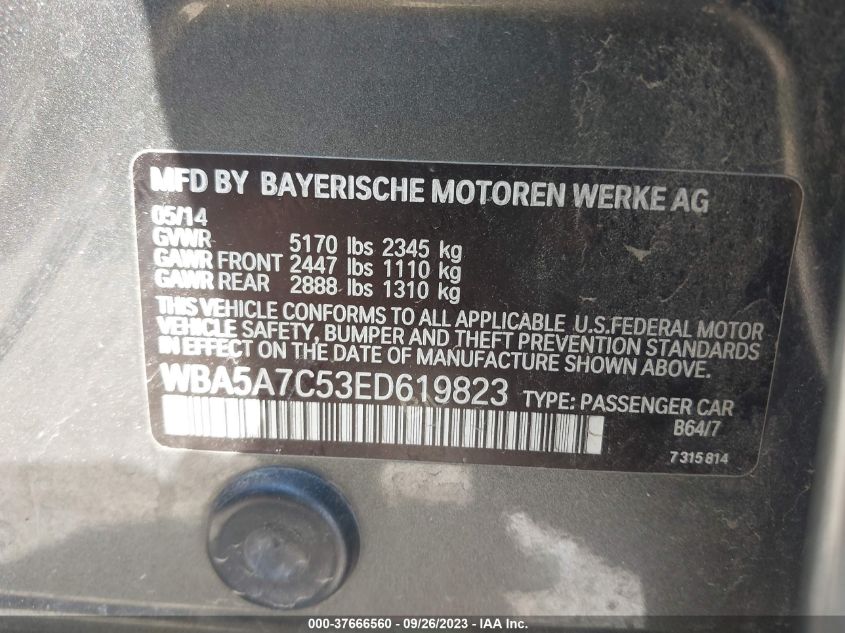 MFD BY BAYERISCHE MOTOREN WERKE AG
05/14
GVWR 5170 lbs 2345 kg
GAWR FRONT 2447 lbs 1110 kg
GAWR REAR 2888 lbs 1310 kg
THIS VEHICLE CONFORMS TO ALL APPLICABLE U.S.FEDERAL MOTOR
VEHICLE SAFETY, BUMPER AND THEFT PREVENTION STANDARDS
IN EFFECT ON THE DATE OF MANUFACTURE SHOWN ABOVE.
WBA5A7C53ED619823 TYPE: PASSENGER CAR
B64/7
7 315 814
000-37666560 - 09/26/2023 - IAA Inc.